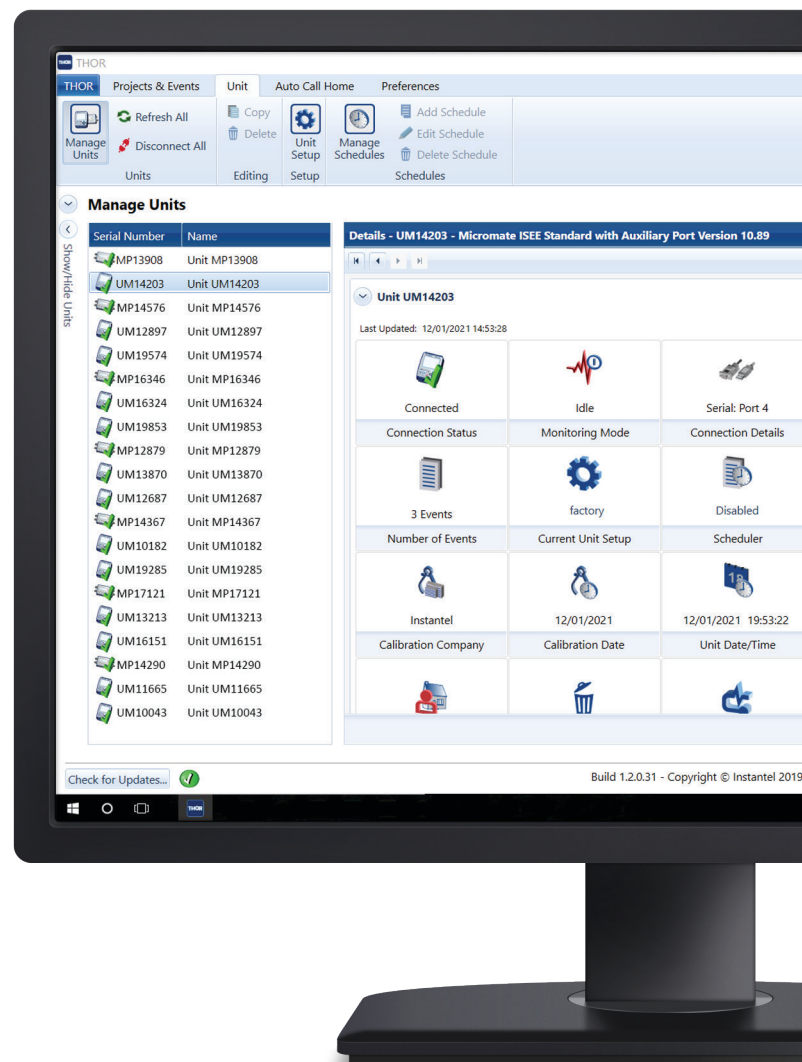 THOR THOR
THOR Projects & Events Unit Auto Call Home Preferences
Manage Units
Refresh All
Disconnect All
Units
Copy
Delete
Editing
Unit Setup
Setup
Manage Schedules
Add Schedule
Edit Schedule
Delete Schedule
Schedules
Manage Units
Show/Hide Units
Serial Number Name
MP13908 Unit MP13908
UM14203 Unit UM14203
MP14576 Unit MP14576
UM12897 Unit UM12897
UM19574 Unit UM19574
MP16346 Unit MP16346
UM16324 Unit UM16324
UM19853 Unit UM19853
MP12879 Unit MP12879
UM13870 Unit UM13870
UM12687 Unit UM12687
MP14367 Unit MP14367
UM10182 Unit UM10182
UM19285 Unit UM19285
MP17121 Unit MP17121
UM13213 Unit UM13213
UM16151 Unit UM16151
MP14290 Unit MP14290
UM11665 Unit UM11665
UM10043 Unit UM10043
Details - UM14203 - Micromate ISEE Standard with Auxiliary Port Version 10.89
Unit UM14203
Last Updated: 12/01/2021 14:53:28
Connected Idle Serial: Port 4
Connection Status Monitoring Mode Connection Details
3 Events factory Disabled
Number of Events Current Unit Setup Scheduler
12
Instantel 12/01/2021 12/01/2021 19:53:22
Calibration Company Calibration Date Unit Date/Time
Check for Updates... Build 1.2.0.31 - Copyright © Instantel 2019
THOR